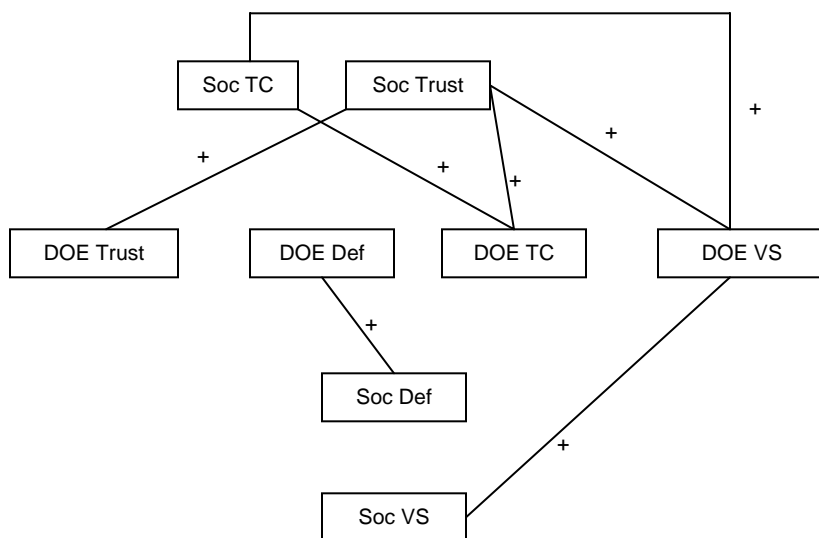 Soc TC
Soc Trust
+
+
+
+
+
DOE Trust
DOE Def
DOE TC
DOE VS
+
Soc Def
+
Soc VS